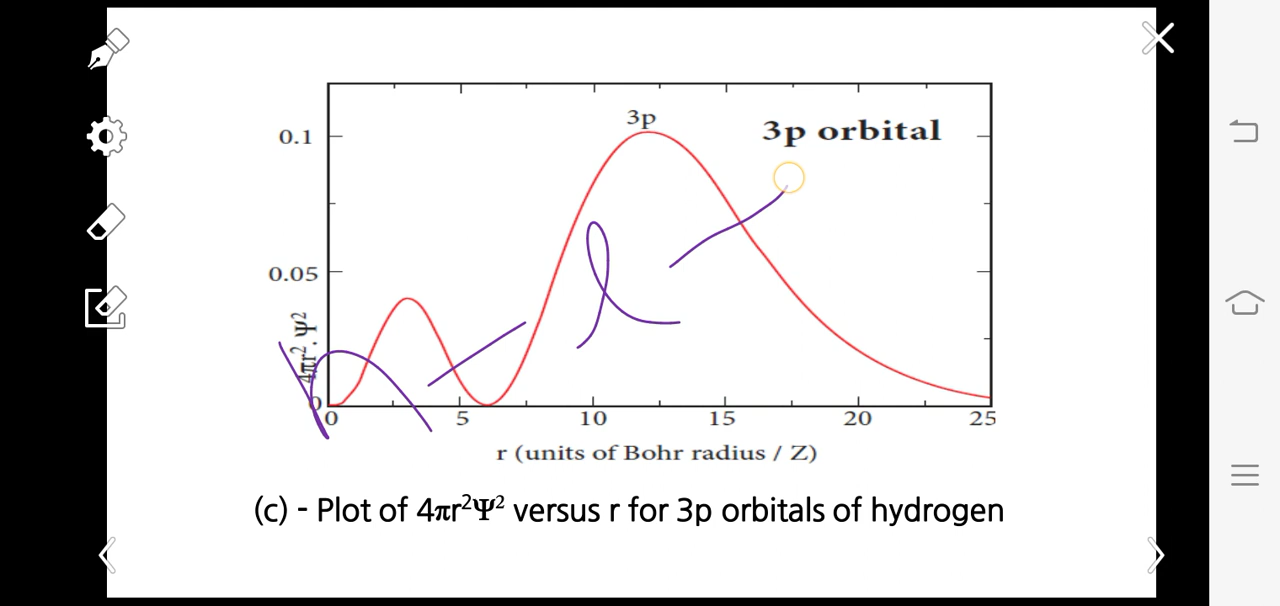 3p
3p orbital
0.1
0.05
0
4πr².Ψ²
0 5 10 15 20 25
r (units of Bohr radius / Z)
(c) - Plot of 4πr²Ψ² versus r for 3p orbitals of hydrogen
n - l -